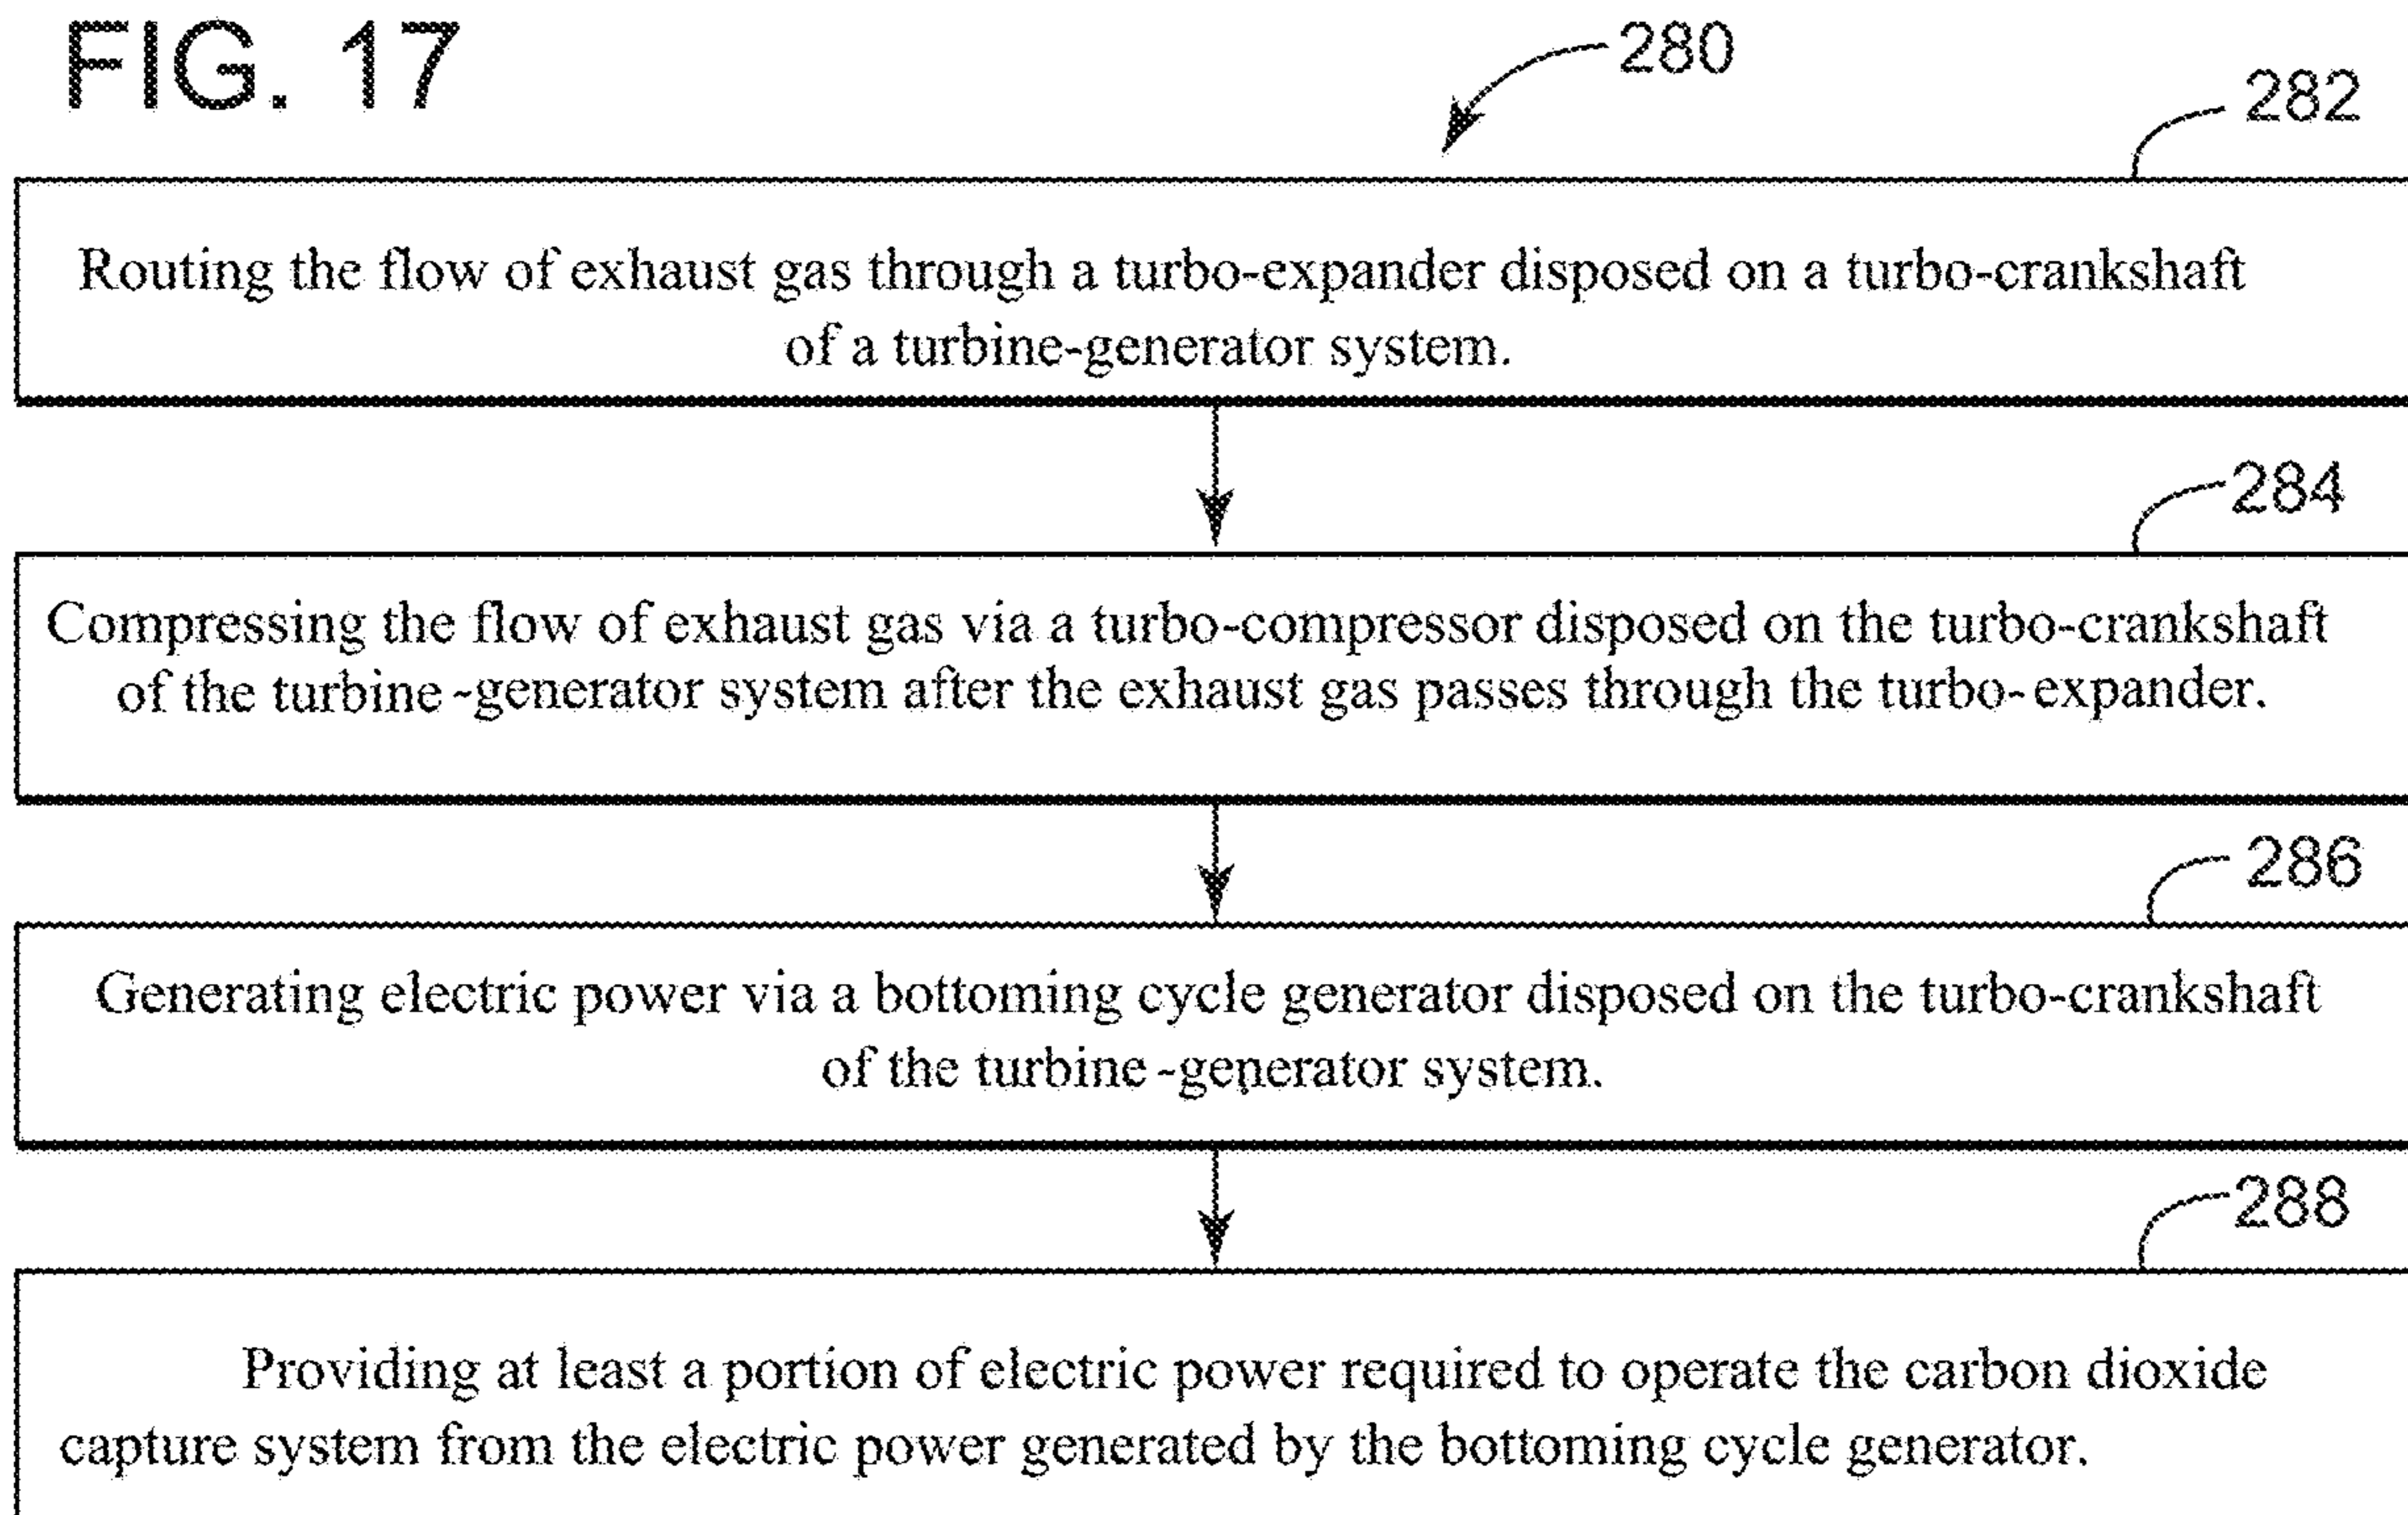 FIG. 17
280
282
Routing the flow of exhaust gas through a turbo-expander disposed on a turbo-crankshaft
of a turbine-generator system.
284
Compressing the flow of exhaust gas via a turbo-compressor disposed on the turbo-crankshaft
of the turbine-generator system after the exhaust gas passes through the turbo-expander.
286
Generating electric power via a bottoming cycle generator disposed on the turbo-crankshaft
of the turbine-generator system.
288
Providing at least a portion of electric power required to operate the carbon dioxide
capture system from the electric power generated by the bottoming cycle generator.